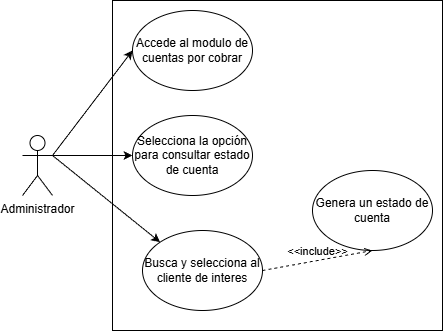 Accede al modulo de
cuentas por cobrar
Selecciona la opción
para consultar estado
de cuenta
Administrador
Genera un estado de
cuenta
<<include>>
Busca y selecciona al
cliente de interes